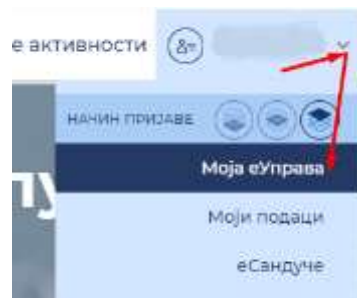 е активности
НАЧИН ПРИЈАВЕ
Моја еУправа
Моји подаци
еСандуче